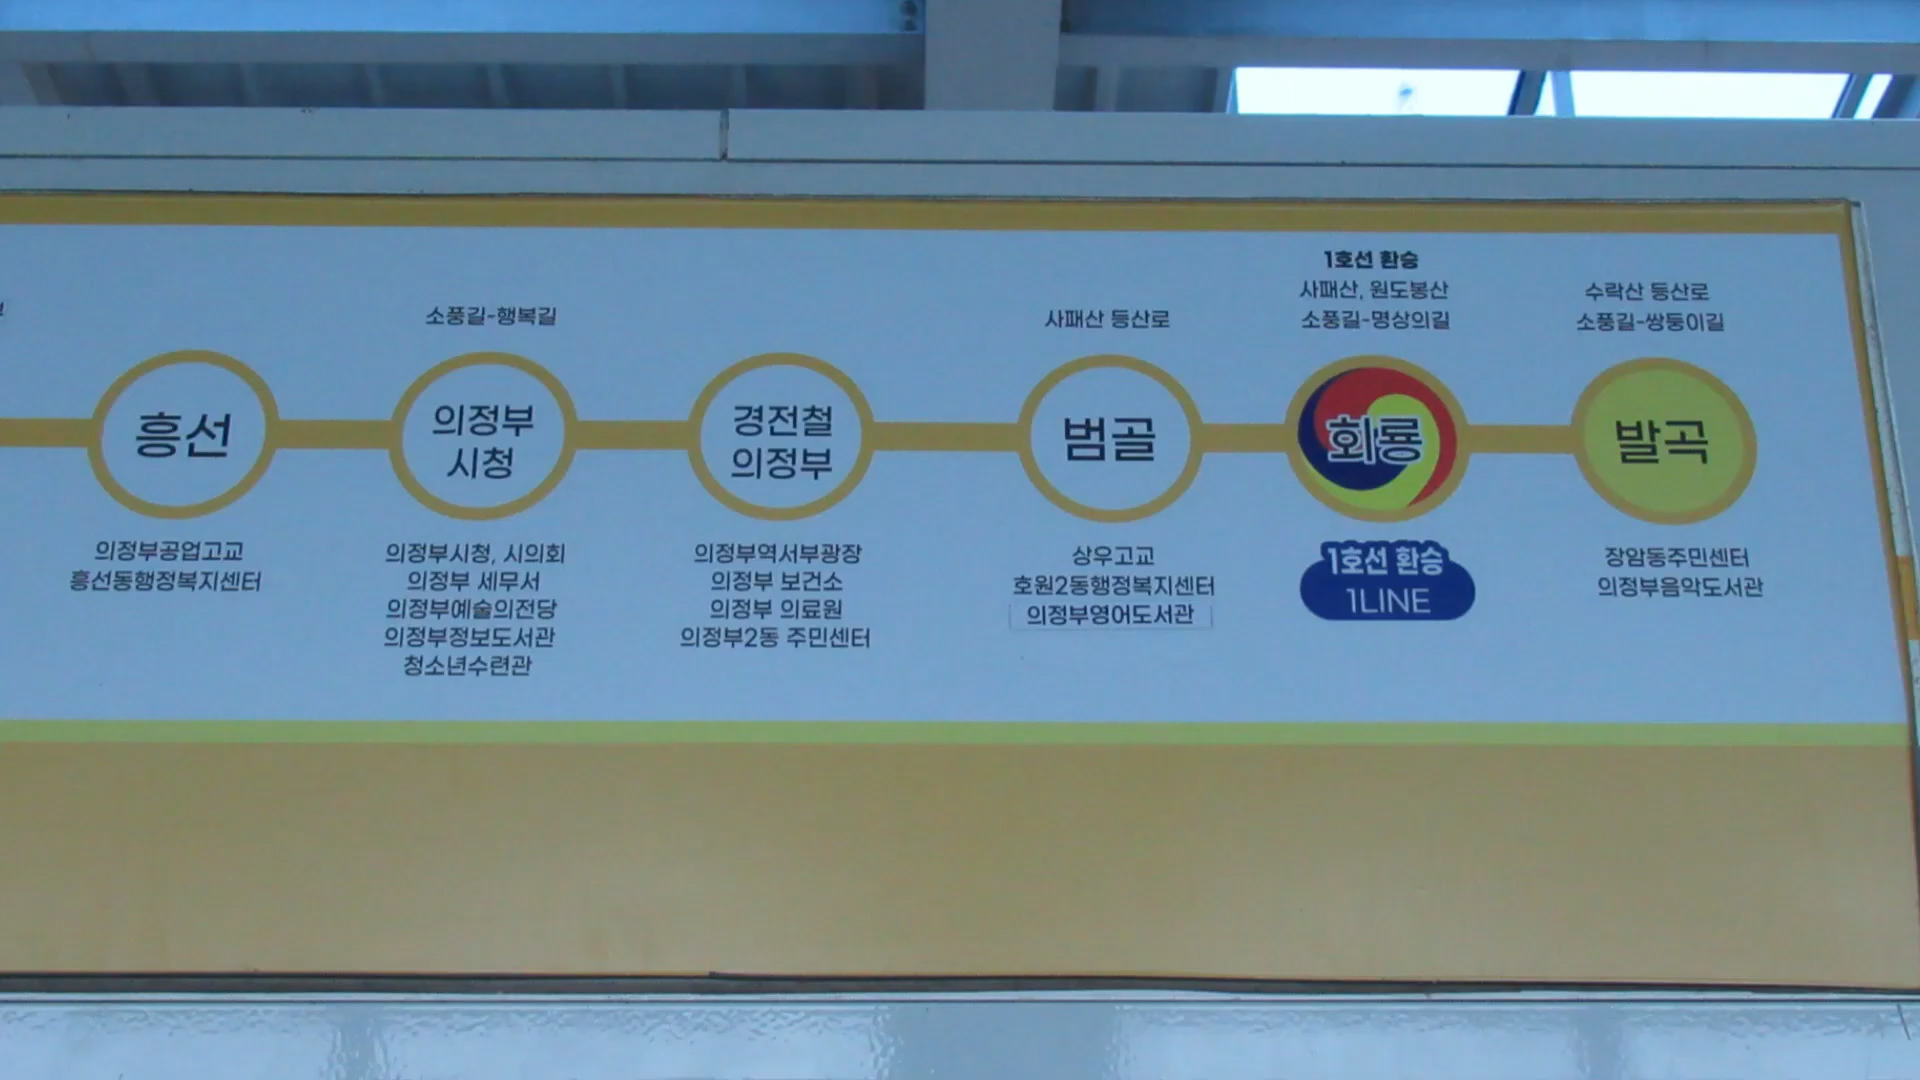 흥선
의정부공업고교
흥선동행정복지센터
소풍길-행복길
의정부
시청
의정부시청, 시의회
의정부 세무서
의정부예술의전당
의정부정보도서관
청소년수련관
경전철
의정부
의정부역서부광장
의정부 보건소
의정부 의료원
의정부2동 주민센터
사패산 등산로
범골
상우고교
호원2동행정복지센터
의정부영어도서관
1호선 환승
사패산, 원도봉산
소풍길-명상의길
회룡
1호선 환승
1LINE
수락산 등산로
소풍길-쌍둥이길
발곡
장암동주민센터
의정부음악도서관